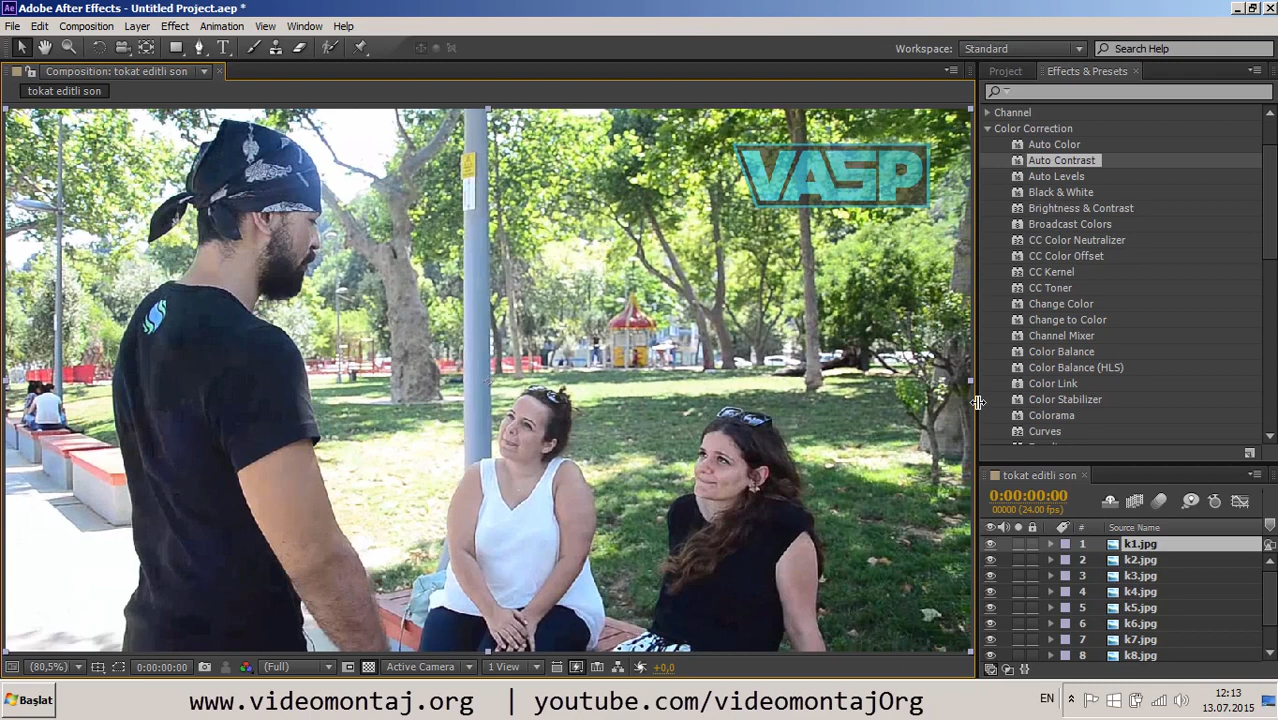 Adobe After Effects - Untitled Project.aep *
File Edit Composition Layer Effect Animation View Window Help
Workspace: Standard Search Help
Composition: tokat editli son
Project Effects & Presets
tokat editli son
VASP
Channel
Color Correction
Auto Color
Auto Contrast
Auto Levels
Black & White
Brightness & Contrast
Broadcast Colors
CC Color Neutralizer
CC Color Offset
CC Kernel
CC Toner
Change Color
Change to Color
Channel Mixer
Color Balance
Color Balance (HLS)
Color Link
Color Stabilizer
Colorama
Curves
tokat editli son
0:00:00:00
00000 (24.00 fps)
# Source Name
1 k1.jpg
2 k2.jpg
3 k3.jpg
4 k4.jpg
5 k5.jpg
6 k6.jpg
7 k7.jpg
8 k8.jpg
(80,5%) 0:00:00:00 (Full) Active Camera 1 View +0,0
Başlat
www.videomontaj.org | youtube.com/videomontajOrg
EN
12:13
13.07.2015